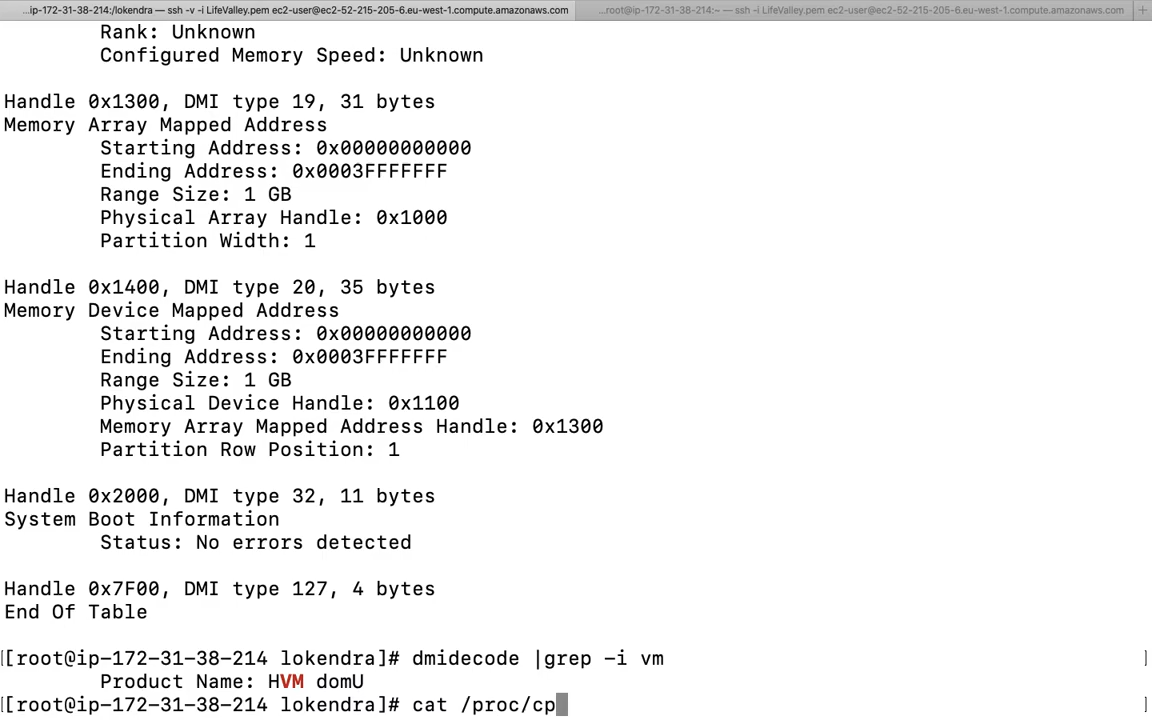 ...ip-172-31-38-214:/lokendra — ssh -v -i LifeValley.pem ec2-user@ec2-52-215-205-6.eu-west-1.compute.amazonaws.com
...root@ip-172-31-38-214:~ — ssh -i LifeValley.pem ec2-user@ec2-52-215-205-6.eu-west-1.compute.amazonaws.com
+
Rank: Unknown
Configured Memory Speed: Unknown
Handle 0x1300, DMI type 19, 31 bytes
Memory Array Mapped Address
Starting Address: 0x00000000000
Ending Address: 0x0003FFFFFFF
Range Size: 1 GB
Physical Array Handle: 0x1000
Partition Width: 1
Handle 0x1400, DMI type 20, 35 bytes
Memory Device Mapped Address
Starting Address: 0x00000000000
Ending Address: 0x0003FFFFFFF
Range Size: 1 GB
Physical Device Handle: 0x1100
Memory Array Mapped Address Handle: 0x1300
Partition Row Position: 1
Handle 0x2000, DMI type 32, 11 bytes
System Boot Information
Status: No errors detected
Handle 0x7F00, DMI type 127, 4 bytes
End Of Table
[[root@ip-172-31-38-214 lokendra]# dmidecode |grep -i vm ]
Product Name: HVM domU
[[root@ip-172-31-38-214 lokendra]# cat /proc/cp ]